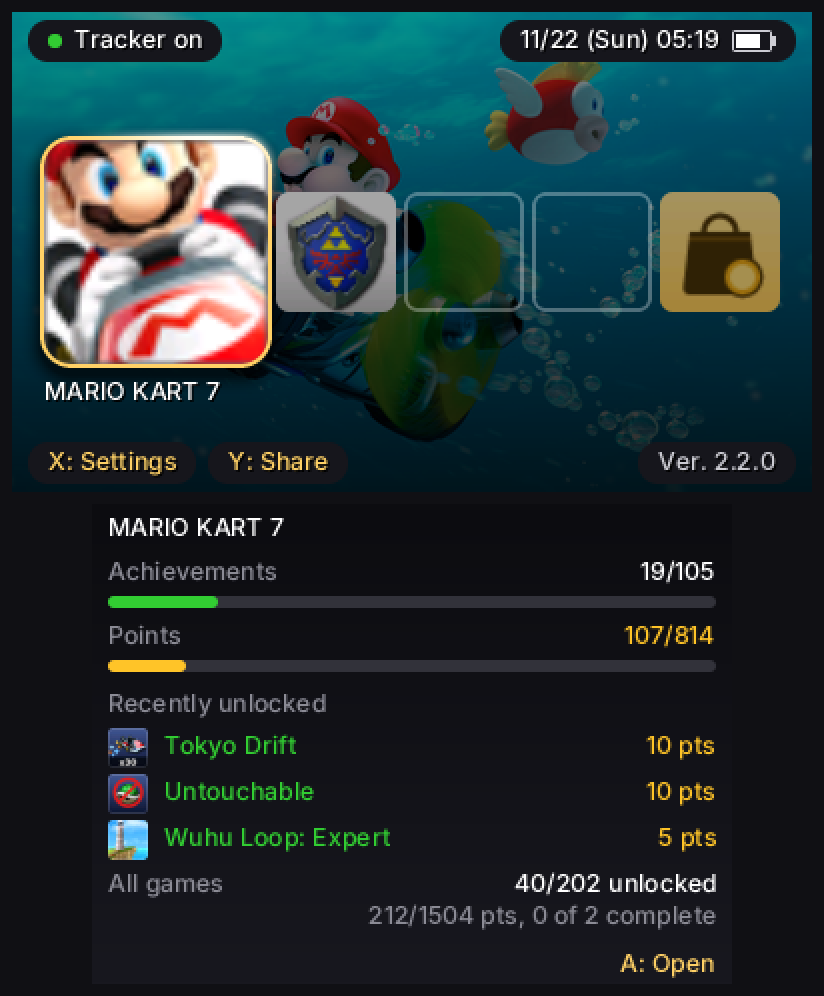 Tracker on
11/22 (Sun) 05:19
MARIO KART 7
X: Settings
Y: Share
Ver. 2.2.0
MARIO KART 7
Achievements 19/105
Points 107/814
Recently unlocked
Tokyo Drift 10 pts
Untouchable 10 pts
Wuhu Loop: Expert 5 pts
All games 40/202 unlocked
212/1504 pts, 0 of 2 complete
A: Open